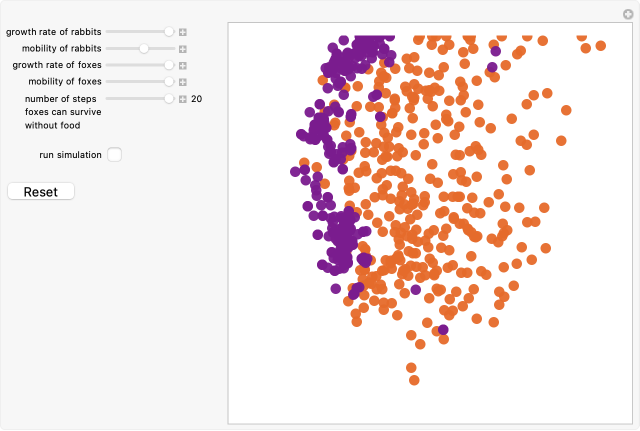 growth rate of rabbits
mobility of rabbits
growth rate of foxes
mobility of foxes
number of steps 20
foxes can survive
without food
run simulation
Reset